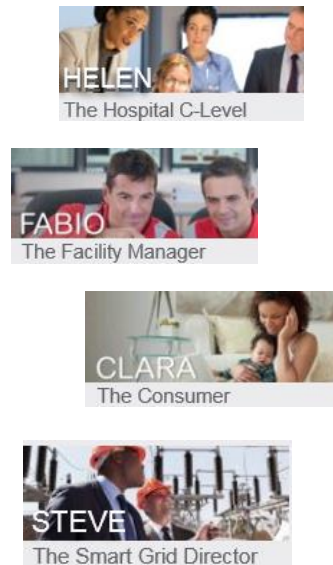 HELEN
The Hospital C-Level
FABIO
The Facility Manager
CLARA
The Consumer
STEVE
The Smart Grid Director